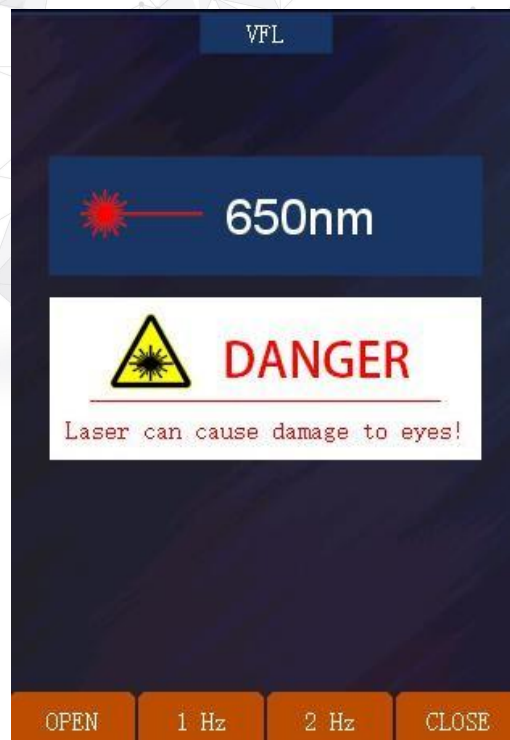 VFL
650nm
DANGER
Laser can cause damage to eyes!
OPEN 1 Hz 2 Hz CLOSE